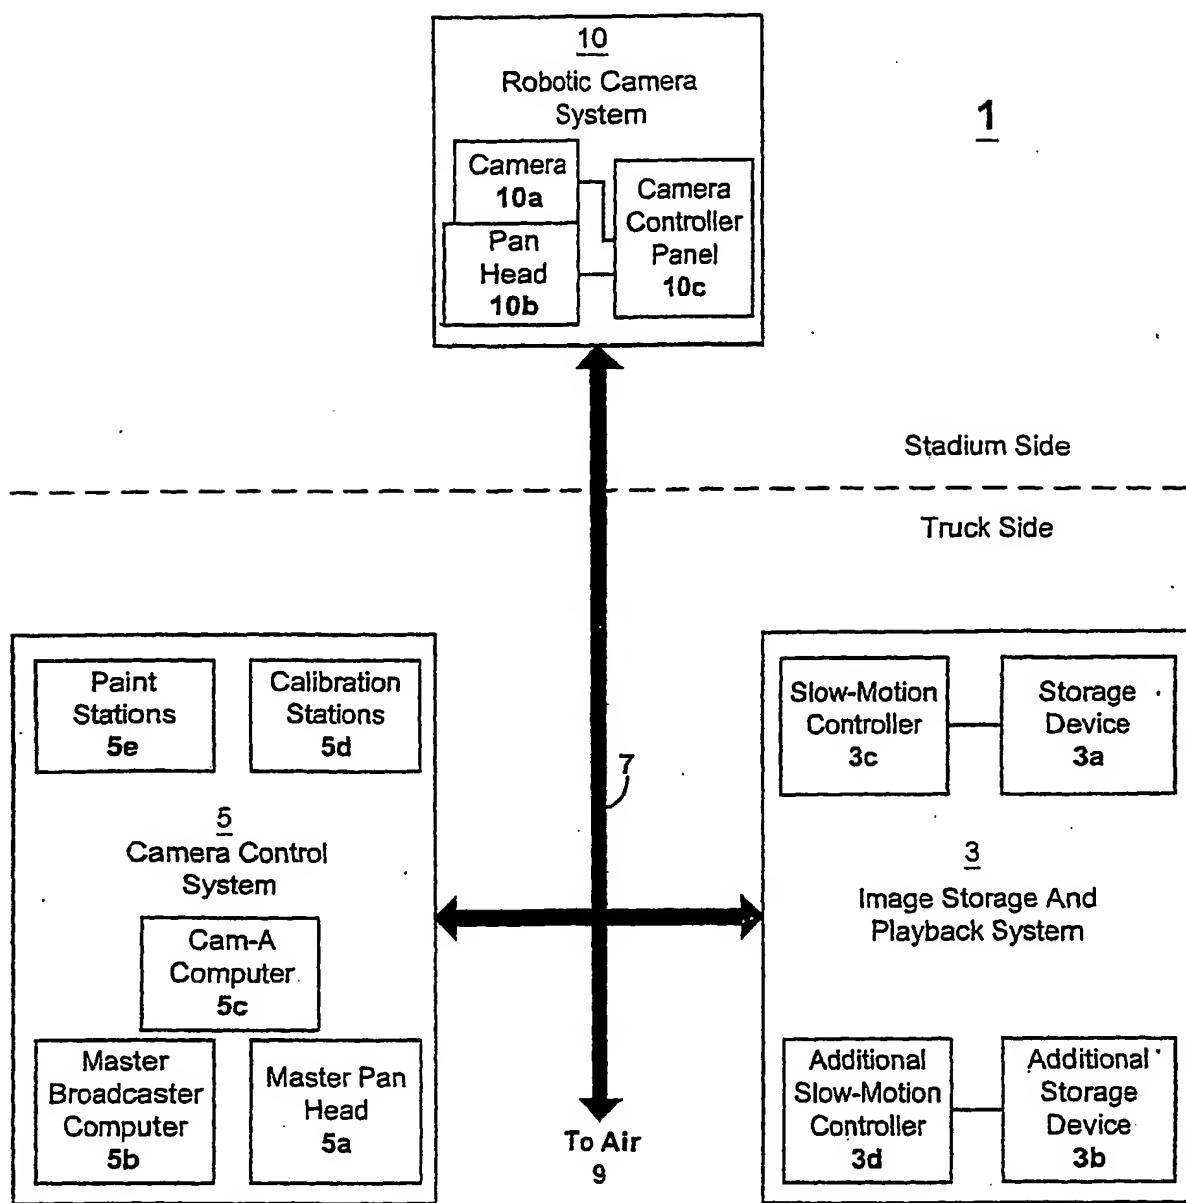 10
Robotic Camera
System
1
Camera
10a
Camera
Controller
Panel
10c
Pan
Head
10b
Stadium Side
Truck Side
Paint
Stations
5e
Calibration
Stations
5d
Slow-Motion
Controller
3c
Storage
Device
3a
7
5
Camera Control
System
3
Image Storage And
Playback System
Cam-A
Computer
5c
Master
Broadcaster
Computer
5b
Master Pan
Head
5a
To Air
9
Additional
Slow-Motion
Controller
3d
Additional
Storage
Device
3b